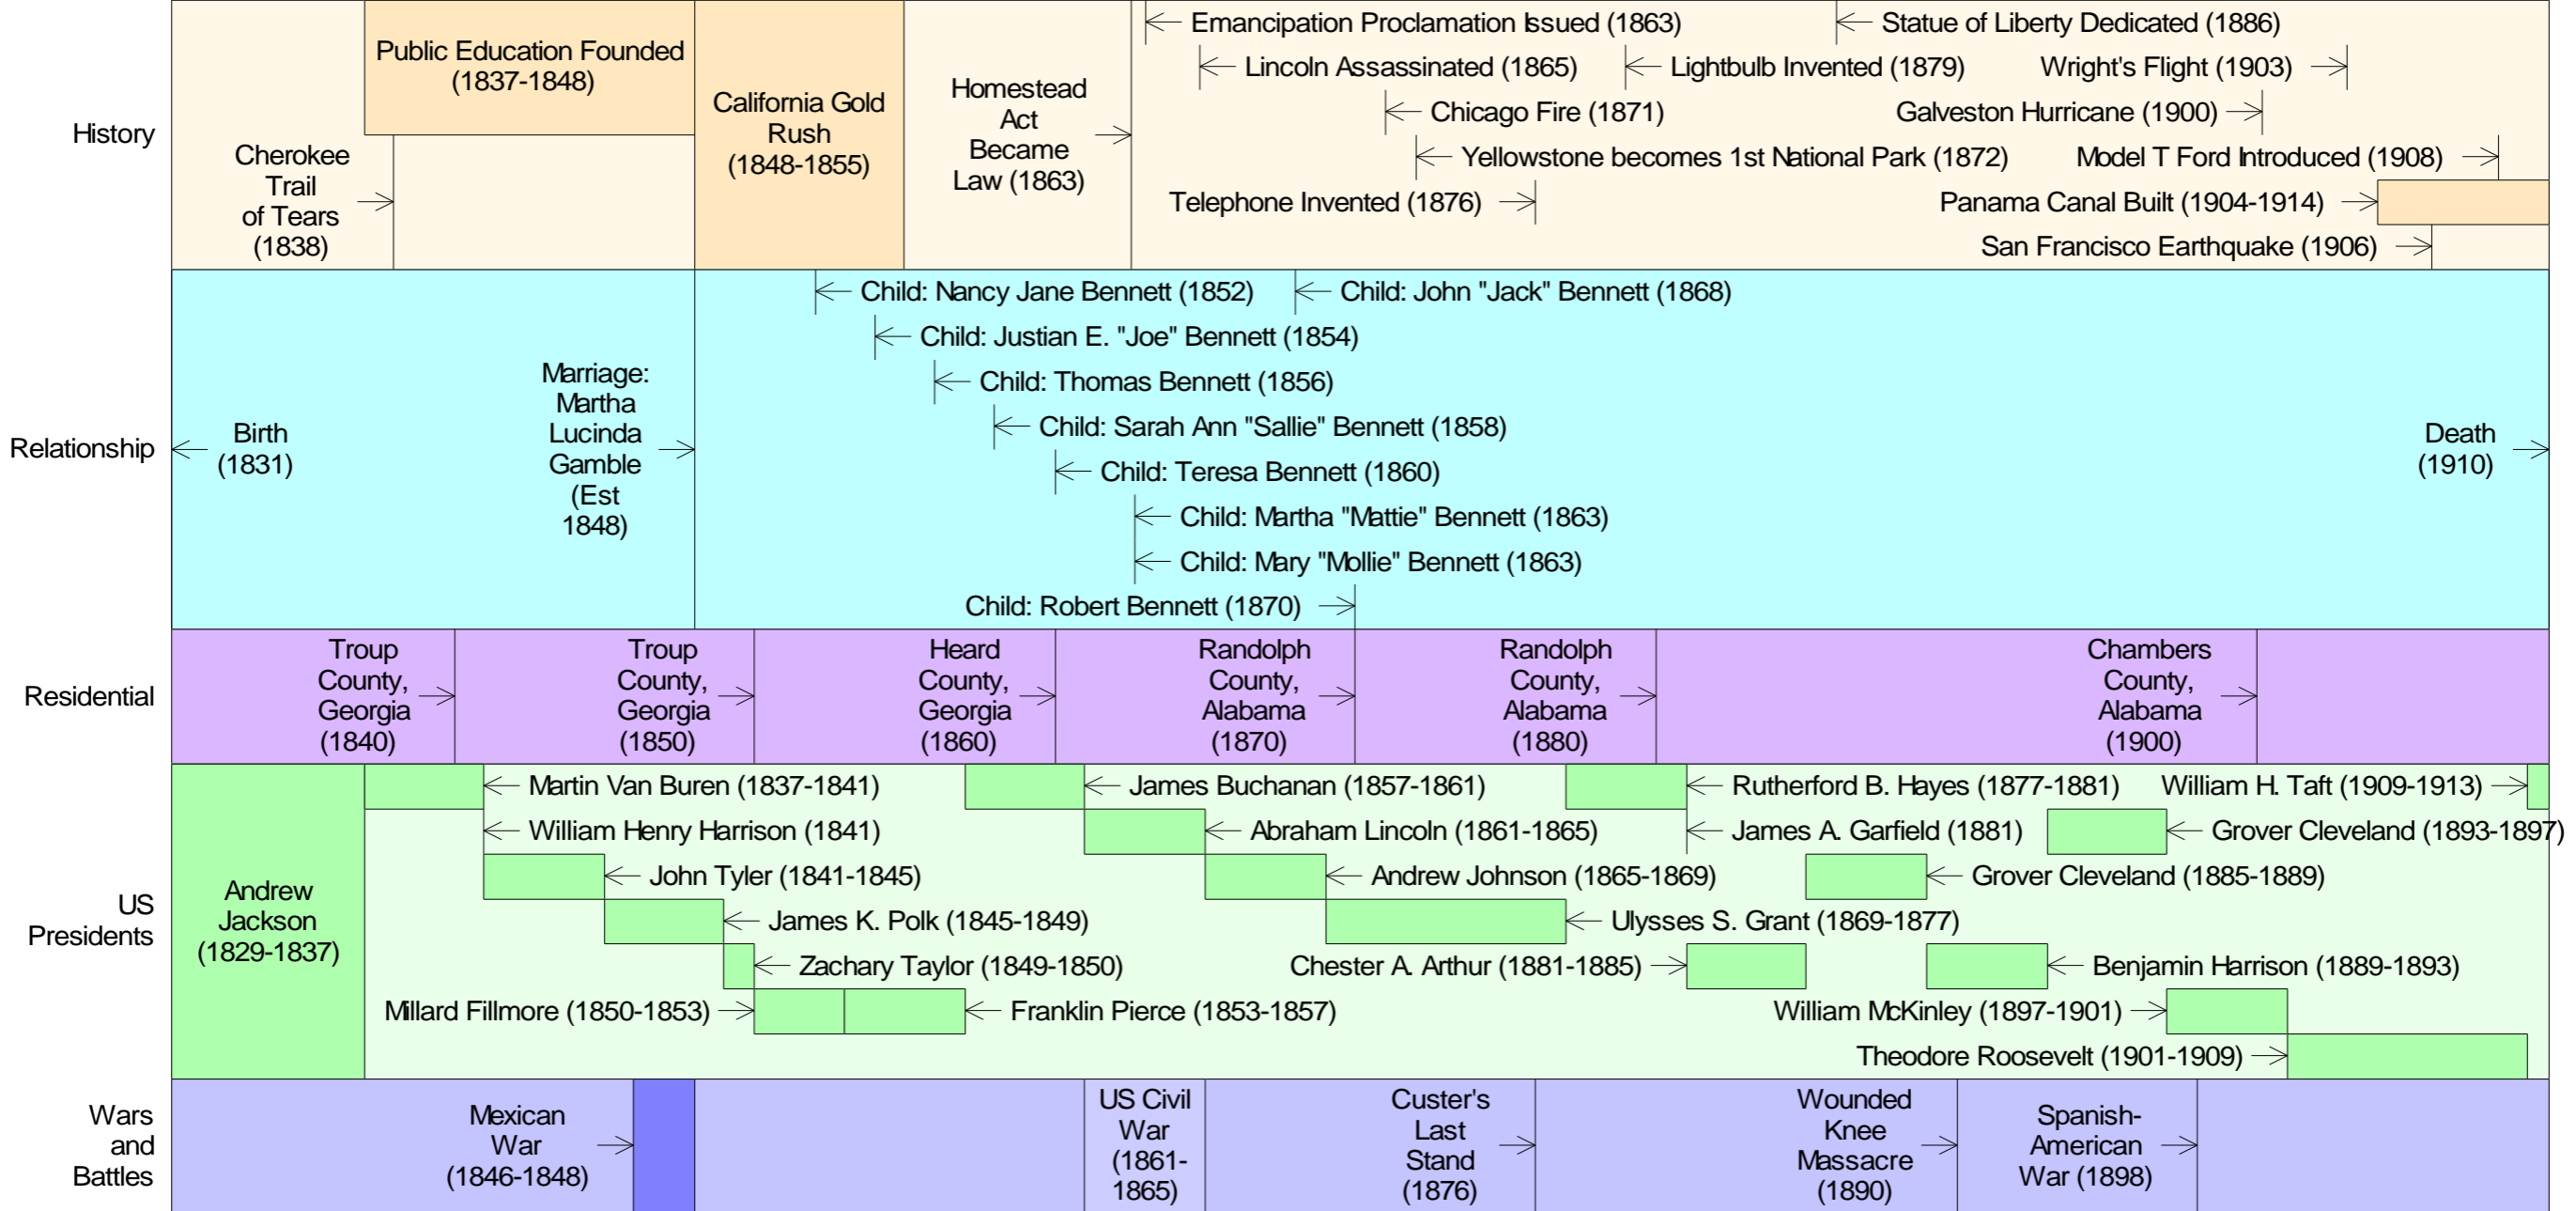 History
Public Education Founded
(1837-1848)
Cherokee
Trail
of Tears
(1838)
California Gold
Rush
(1848-1855)
Homestead
Act
Became
Law (1863)
Emancipation Proclamation Issued (1863)
Statue of Liberty Dedicated (1886)
Lincoln Assassinated (1865)
Lightbulb Invented (1879)
Wright's Flight (1903)
Chicago Fire (1871)
Galveston Hurricane (1900)
Yellowstone becomes 1st National Park (1872)
Model T Ford Introduced (1908)
Telephone Invented (1876)
Panama Canal Built (1904-1914)
San Francisco Earthquake (1906)
Relationship
Birth
(1831)
Marriage:
Martha
Lucinda
Gamble
(Est
1848)
Child: Nancy Jane Bennett (1852)
Child: John "Jack" Bennett (1868)
Child: Justian E. "Joe" Bennett (1854)
Child: Thomas Bennett (1856)
Child: Sarah Ann "Sallie" Bennett (1858)
Child: Teresa Bennett (1860)
Child: Martha "Mattie" Bennett (1863)
Child: Mary "Mollie" Bennett (1863)
Child: Robert Bennett (1870)
Death
(1910)
Residential
Troup
County,
Georgia
(1840)
Troup
County,
Georgia
(1850)
Heard
County,
Georgia
(1860)
Randolph
County,
Alabama
(1870)
Randolph
County,
Alabama
(1880)
Chambers
County,
Alabama
(1900)
US
Presidents
Andrew
Jackson
(1829-1837)
Martin Van Buren (1837-1841)
James Buchanan (1857-1861)
Rutherford B. Hayes (1877-1881)
William H. Taft (1909-1913)
William Henry Harrison (1841)
Abraham Lincoln (1861-1865)
James A. Garfield (1881)
Grover Cleveland (1893-1897)
John Tyler (1841-1845)
Andrew Johnson (1865-1869)
Grover Cleveland (1885-1889)
James K. Polk (1845-1849)
Ulysses S. Grant (1869-1877)
Zachary Taylor (1849-1850)
Chester A. Arthur (1881-1885)
Benjamin Harrison (1889-1893)
Millard Fillmore (1850-1853)
Franklin Pierce (1853-1857)
William McKinley (1897-1901)
Theodore Roosevelt (1901-1909)
Wars
and
Battles
Mexican
War
(1846-1848)
US Civil
War
(1861-
1865)
Custer's
Last
Stand
(1876)
Wounded
Knee
Massacre
(1890)
Spanish-
American
War (1898)